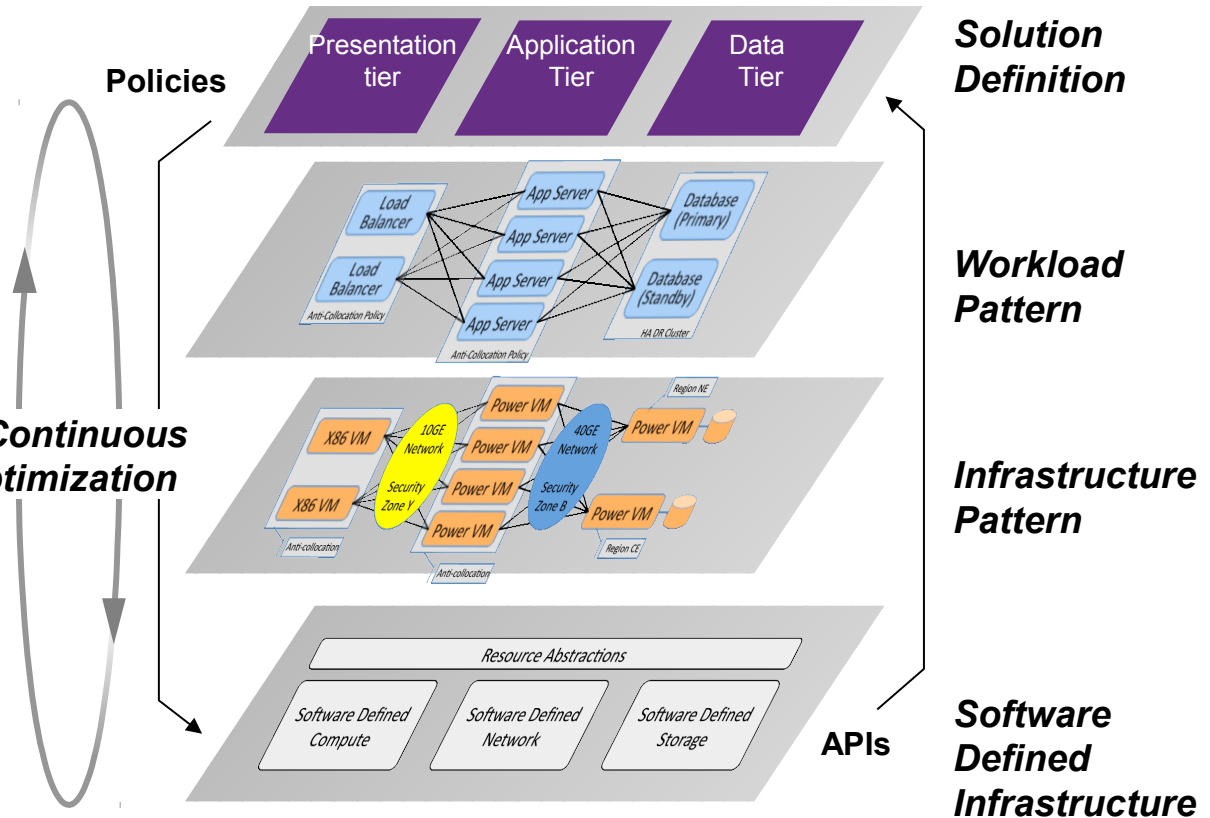 Presentation
tier
Application
Tier
Data
Tier
Solution
Definition
Policies
Load
Balancer
Load
Balancer
Anti-Collocation Policy
App Server
App Server
App Server
App Server
Anti-Collocation Policy
Database
(Primary)
Database
(Standby)
HA DR Cluster
Workload
Pattern
Continuous
ptimization
X86 VM
X86 VM
Anti-collocation
10GE
Network
Security
Zone Y
Power VM
Power VM
Power VM
Power VM
Anti-collocation
40GE
Network
Security
Zone B
Region NE
Power VM
Power VM
Region CE
Infrastructure
Pattern
Resource Abstractions
Software Defined
Compute
Software Defined
Network
Software Defined
Storage
APIs
Software
Defined
Infrastructure